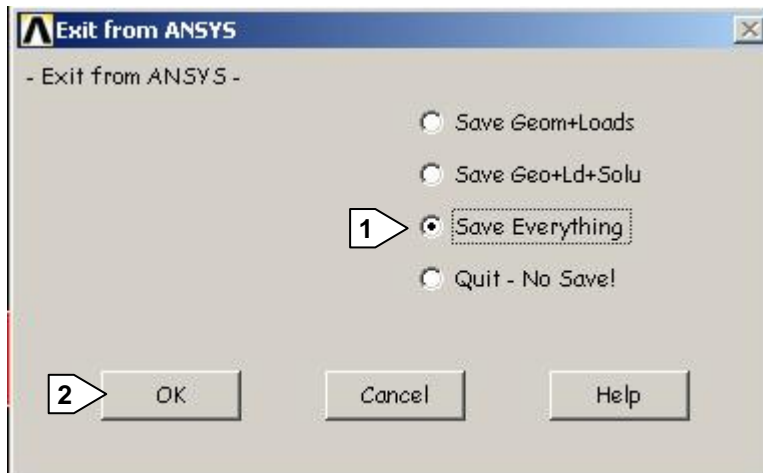 Exit from ANSYS
- Exit from ANSYS -
Save Geom+Loads
Save Geo+Ld+Solu
1 Save Everything
Quit - No Save!
2 OK Cancel Help